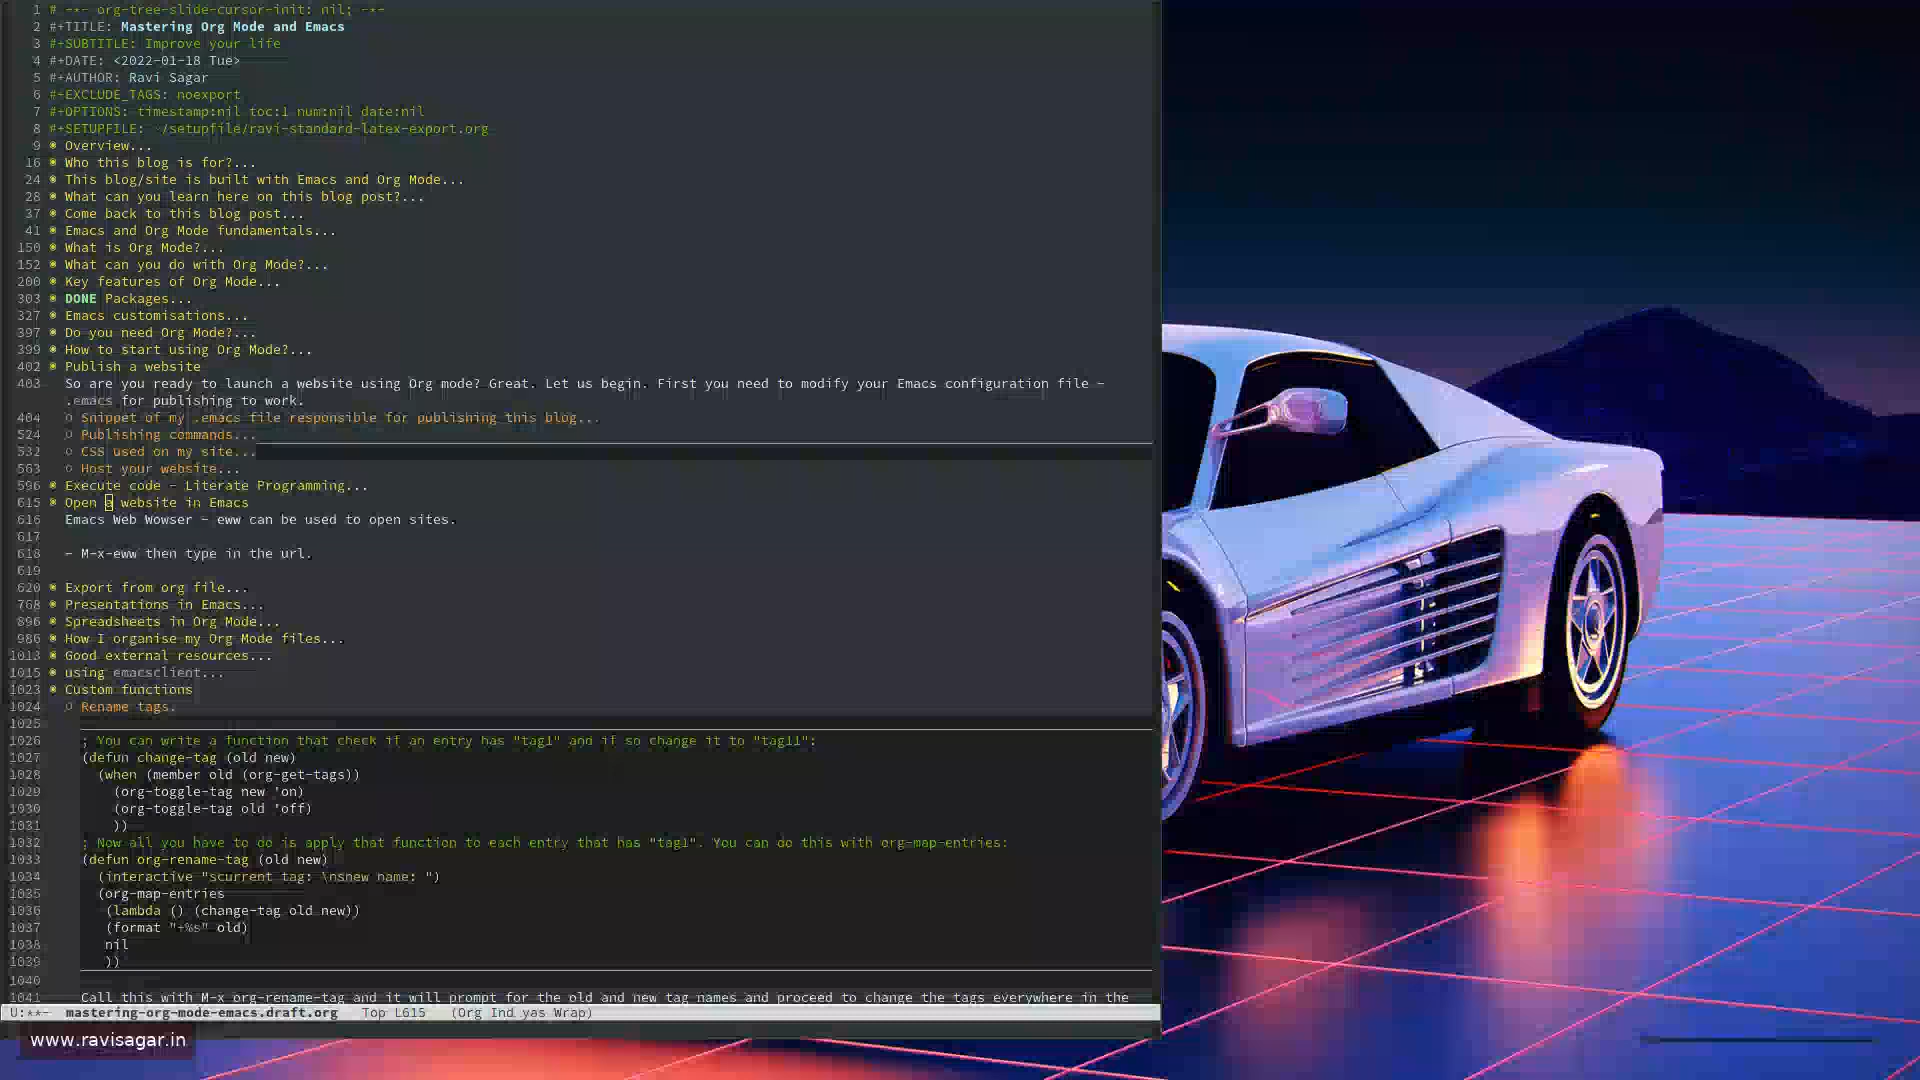 1 # -*- org-tree-slide-cursor-init: nil; -*-
2 #+TITLE: Mastering Org Mode and Emacs
3 #+SUBTITLE: Improve your life
4 #+DATE: <2022-01-18 Tue>
5 #+AUTHOR: Ravi Sagar
6 #+EXCLUDE_TAGS: noexport
7 #+OPTIONS: timestamp:nil toc:1 num:nil date:nil
8 #+SETUPFILE: ~/setupfile/ravi-standard-latex-export.org
9 ◉ Overview...
16 ◉ Who this blog is for?...
24 ◉ This blog/site is built with Emacs and Org Mode...
28 ◉ What can you learn here on this blog post?...
37 ◉ Come back to this blog post...
41 ◉ Emacs and Org Mode fundamentals...
150 ◉ What is Org Mode?...
152 ◉ What can you do with Org Mode?...
200 ◉ Key features of Org Mode...
303 ◉ DONE Packages...
327 ◉ Emacs customisations...
397 ◉ Do you need Org Mode?...
399 ◉ How to start using Org Mode?...
402 ◉ Publish a website
403 So are you ready to launch a website using Org mode? Great. Let us begin. First you need to modify your Emacs configuration file -
.emacs for publishing to work.
404 ○ Snippet of my .emacs file responsible for publishing this blog...
524 ○ Publishing commands...
532 ○ CSS used on my site...
563 ○ Host your website...
596 ◉ Execute code - Literate Programming...
615 ◉ Open a website in Emacs
616 Emacs Web Wowser - eww can be used to open sites.
617
618 - M-x-eww then type in the url.
619
620 ◉ Export from org file...
768 ◉ Presentations in Emacs...
896 ◉ Spreadsheets in Org Mode...
986 ◉ How I organise my Org Mode files...
1013 ◉ Good external resources...
1015 ◉ using emacsclient...
1023 ◉ Custom functions
1024 ○ Rename tags.
1025
1026 ; You can write a function that check if an entry has "tag1" and if so change it to "tag11":
1027 (defun change-tag (old new)
1028 (when (member old (org-get-tags))
1029 (org-toggle-tag new 'on)
1030 (org-toggle-tag old 'off)
1031 ))
1032 ; Now all you have to do is apply that function to each entry that has "tag1". You can do this with org-map-entries:
1033 (defun org-rename-tag (old new)
1034 (interactive "scurrent tag: \nsnew name: ")
1035 (org-map-entries
1036 (lambda () (change-tag old new))
1037 (format "+%s" old)
1038 nil
1039 ))
1040
1041 Call this with M-x org-rename-tag and it will prompt for the old and new tag names and proceed to change the tags everywhere in the
U:**- mastering-org-mode-emacs.draft.org Top L615 (Org Ind yas Wrap)
www.ravisagar.in